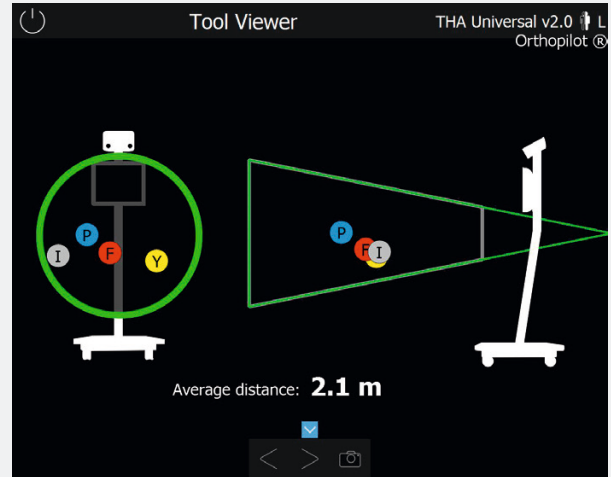 Tool Viewer
THA Universal v2.0 L
Orthopilot ®
P
I
F
Y
P
F
I
Average distance: 2.1 m